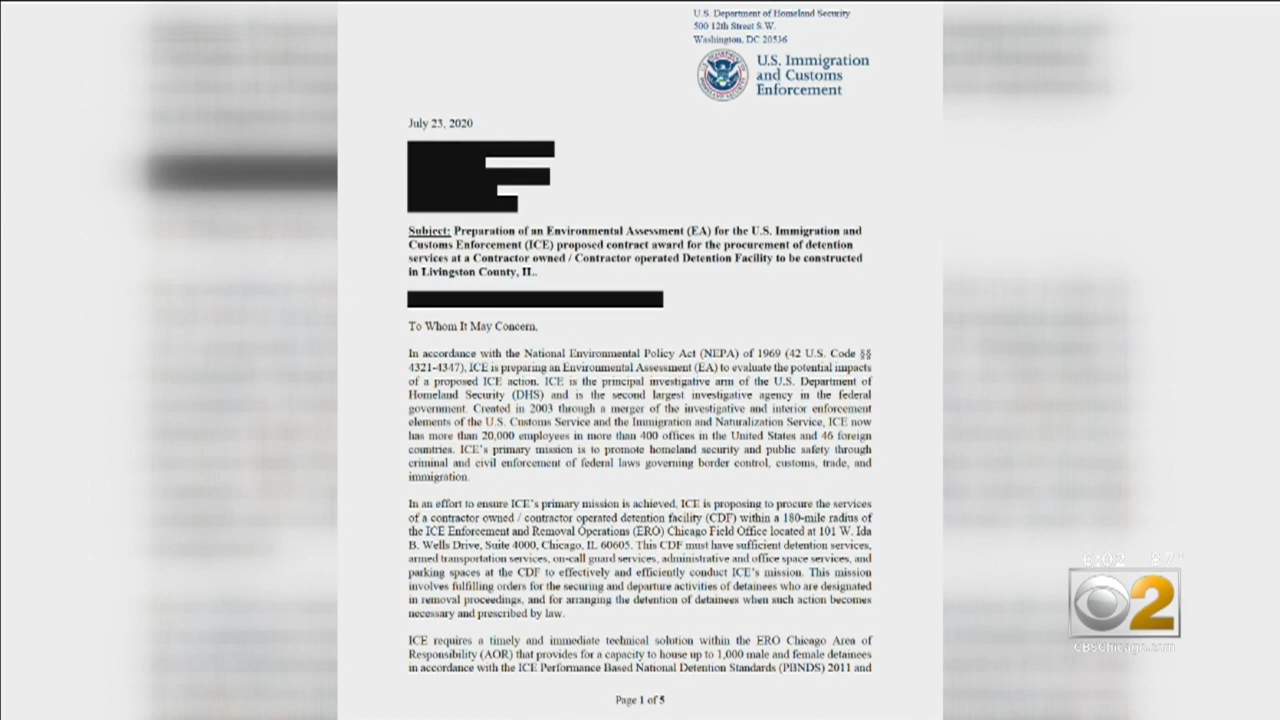 U.S. Department of Homeland Security
500 12th Street S.W.
Washington, DC 20536
U.S. Immigration
and Customs
Enforcement
July 23, 2020
Subject: Preparation of an Environmental Assessment (EA) for the U.S. Immigration and
Customs Enforcement (ICE) proposed contract award for the procurement of detention
services at a Contractor owned / Contractor operated Detention Facility to be constructed
in Livingston County, IL.
To Whom It May Concern,
In accordance with the National Environmental Policy Act (NEPA) of 1969 (42 U.S. Code §§
4321-4347), ICE is preparing an Environmental Assessment (EA) to evaluate the potential impacts
of a proposed ICE action. ICE is the principal investigative arm of the U.S. Department of
Homeland Security (DHS) and is the second largest investigative agency in the federal
government. Created in 2003 through a merger of the investigative and interior enforcement
elements of the U.S. Customs Service and the Immigration and Naturalization Service, ICE now
has more than 20,000 employees in more than 400 offices in the United States and 46 foreign
countries. ICE's primary mission is to promote homeland security and public safety through
criminal and civil enforcement of federal laws governing border control, customs, trade, and
immigration.
In an effort to ensure ICE's primary mission is achieved, ICE is proposing to procure the services
of a contractor owned / contractor operated detention facility (CDF) within a 180-mile radius of
the ICE Enforcement and Removal Operations (ERO) Chicago Field Office located at 101 W. Ida
B. Wells Drive, Suite 4000, Chicago, IL 60605. This CDF must have sufficient detention services,
armed transportation services, on-call guard services, administrative and office space services, and
parking spaces at the CDF to effectively and efficiently conduct ICE's mission. This mission
involves fulfilling orders for the securing and departure activities of detainees who are designated
in removal proceedings, and for arranging the detention of detainees when such action becomes
necessary and prescribed by law.
ICE requires a timely and immediate technical solution within the ERO Chicago Area of
Responsibility (AOR) that provides for a capacity to house up to 1,000 male and female detainees
in accordance with the ICE Performance Based National Detention Standards (PBNDS) 2011 and
Page 1 of 5
6:02 87°
2
CBSChicago.com